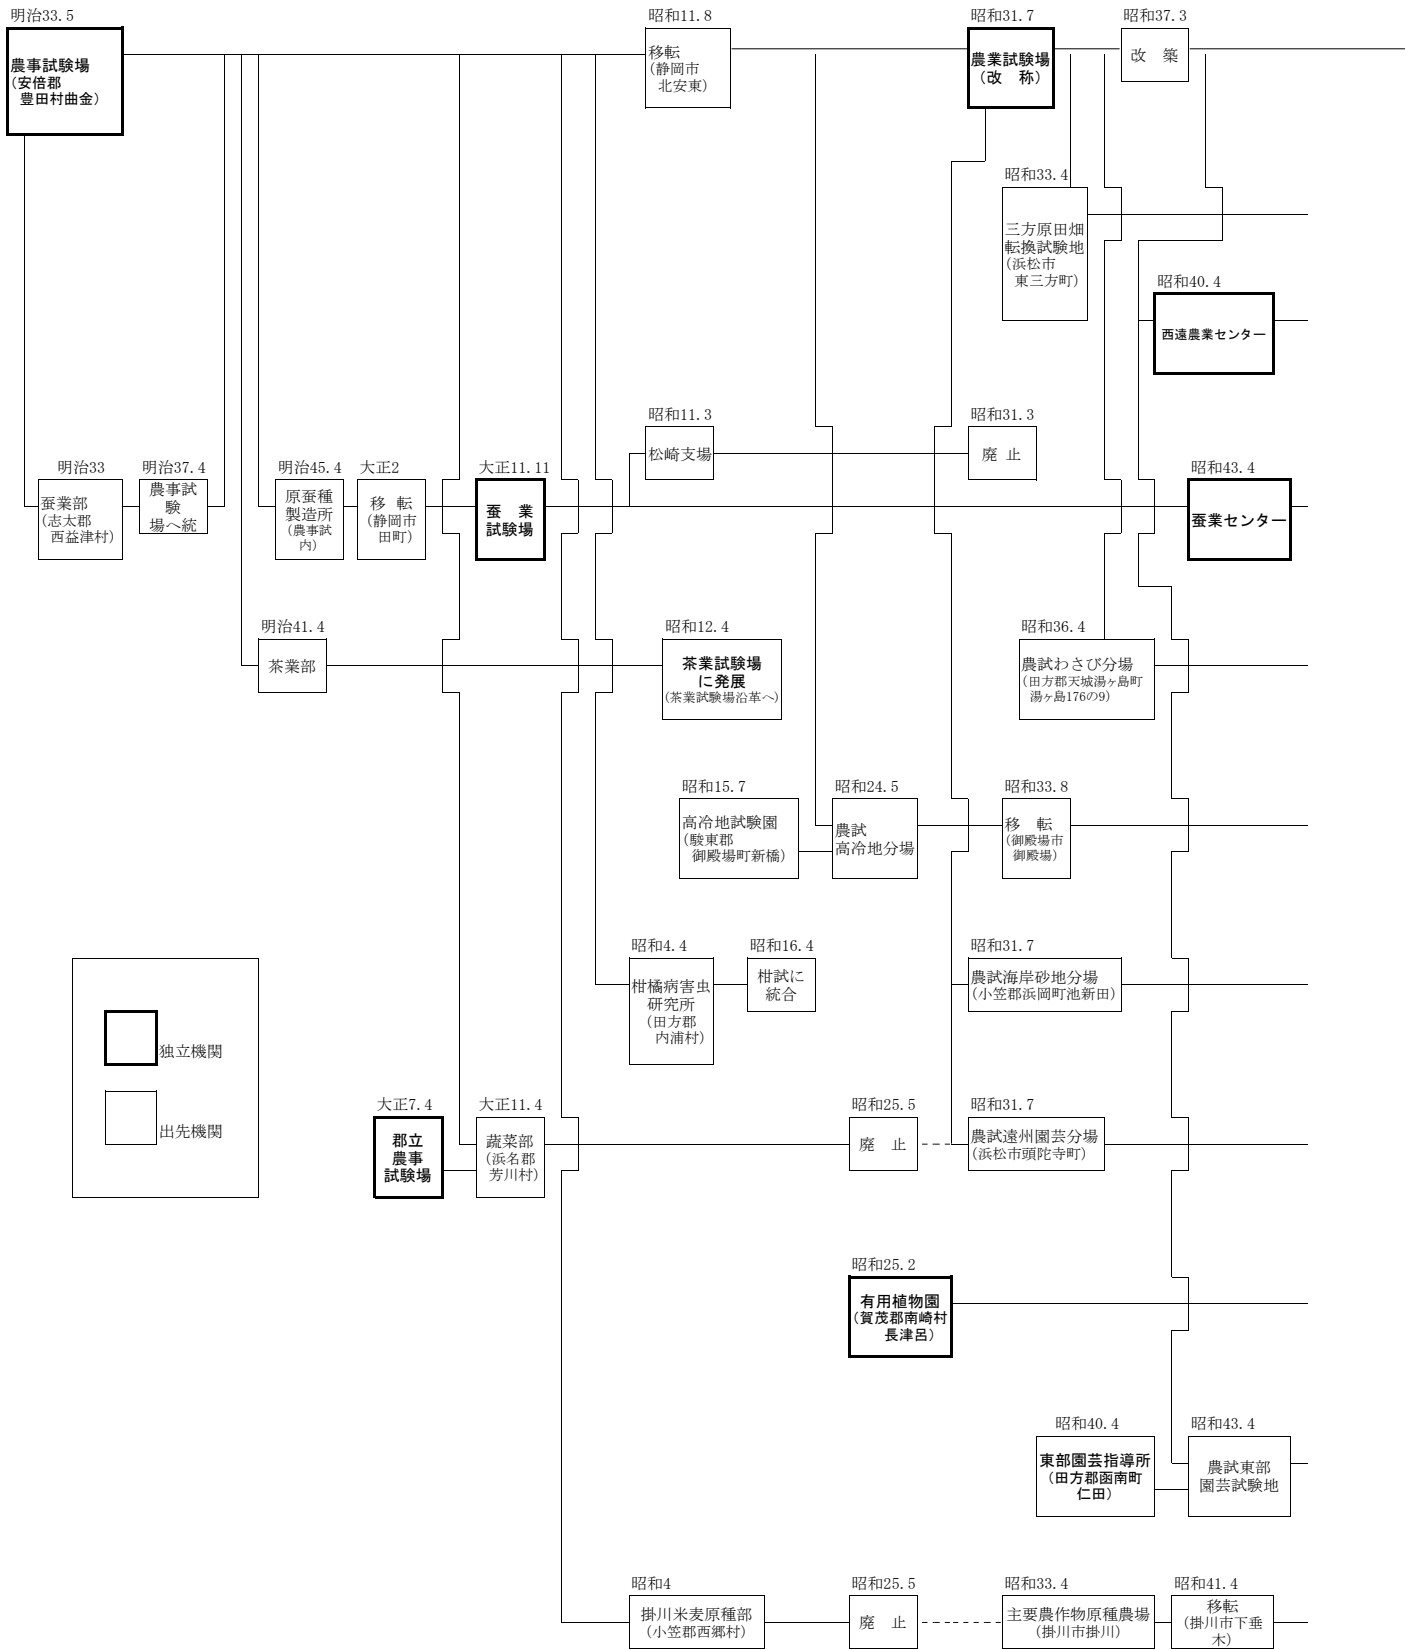 明治33.5
農事試験場
(安倍郡
豊田村曲金)
昭和11.8
移転
(静岡市
北安東)
昭和31.7
農業試験場
(改　称)
昭和37.3
改　築
昭和33.4
三方原田畑
転換試験地
(浜松市
東三方町)
昭和40.4
西遠農業センター
昭和11.3
松崎支場
昭和31.3
廃 止
明治33
蚕業部
(志太郡
西益津村)
明治37.4
農事試
験
場へ統
明治45.4
原蚕種
製造所
(農事試
内)
大正2
移 転
(静岡市
田町)
大正11.11
蚕　業
試験場
昭和43.4
蚕業センター
明治41.4
茶業部
昭和12.4
茶業試験場
に発展
(茶業試験場沿革へ)
昭和36.4
農試わさび分場
(田方郡天城湯ヶ島町
湯ヶ島176の9)
昭和15.7
高冷地試験園
(駿東郡
御殿場町新橋)
昭和24.5
農試
高冷地分場
昭和33.8
移　転
(御殿場市
御殿場)
昭和4.4
柑橘病害虫
研究所
(田方郡
内浦村)
昭和16.4
柑試に
統合
昭和31.7
農試海岸砂地分場
(小笠郡浜岡町池新田)
独立機関
出先機関
大正7.4
郡立
農事
試験場
大正11.4
蔬菜部
(浜名郡
芳川村)
昭和25.5
廃　止
昭和31.7
農試遠州園芸分場
(浜松市頭陀寺町)
昭和25.2
有用植物園
(賀茂郡南崎村
長津呂)
昭和40.4
東部園芸指導所
(田方郡函南町
仁田)
昭和43.4
農試東部
園芸試験地
昭和4
掛川米麦原種部
(小笠郡西郷村)
昭和25.5
廃　止
昭和33.4
主要農作物原種農場
(掛川市掛川)
昭和41.4
移転
(掛川市下垂
木)